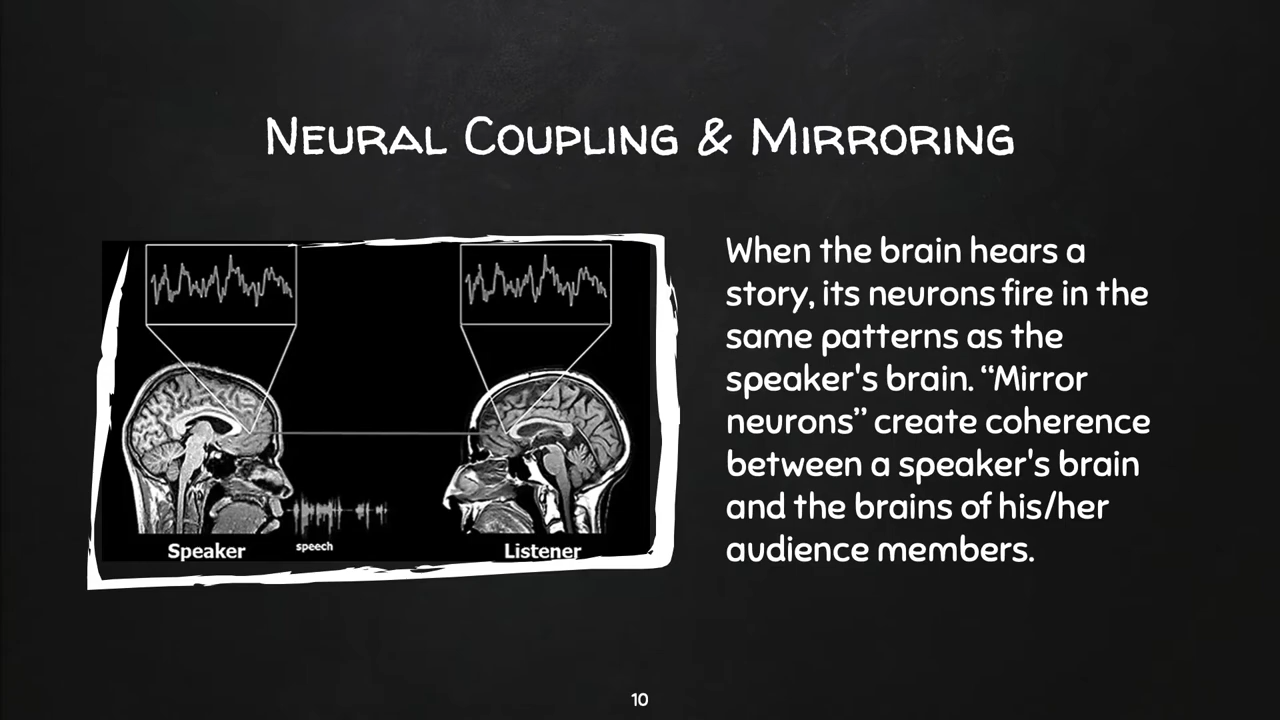 Neural Coupling & Mirroring
When the brain hears a
story, its neurons fire in the
same patterns as the
speaker's brain. “Mirror
neurons” create coherence
between a speaker's brain
and the brains of his/her
audience members.
Speaker
speech
Listener
10